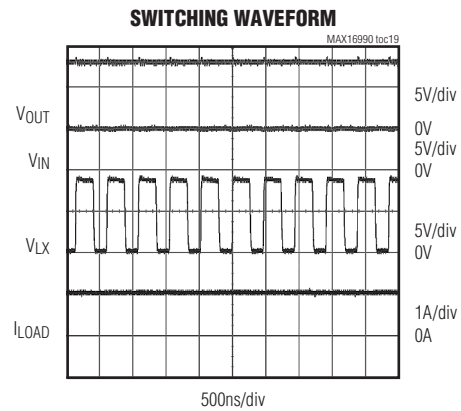 SWITCHING WAVEFORM
MAX16990 toc19
VOUT
5V/div
0V
VIN
5V/div
0V
VLX
5V/div
0V
ILOAD
1A/div
0A
500ns/div